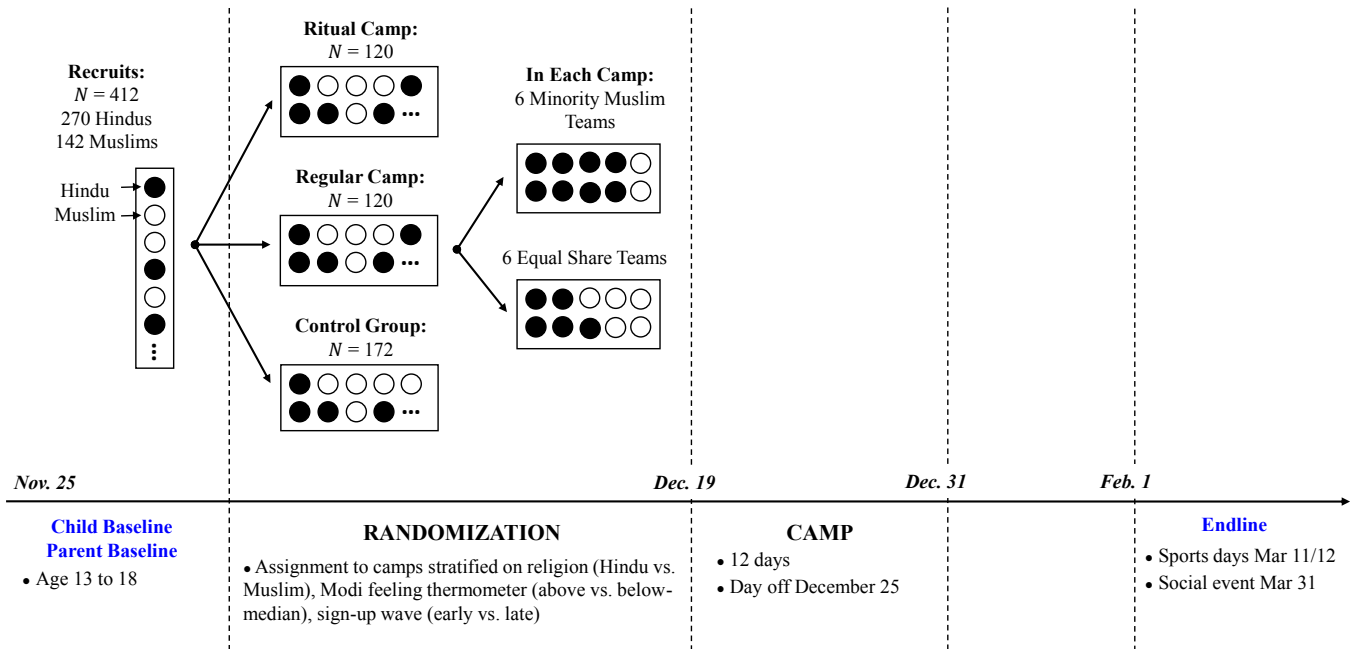 Recruits:
N = 412
270 Hindus
142 Muslims
Hindu
Muslim
Ritual Camp:
N = 120
Regular Camp:
N = 120
Control Group:
N = 172
In Each Camp:
6 Minority Muslim
Teams
6 Equal Share Teams
Nov. 25
Dec. 19
Dec. 31
Feb. 1
Child Baseline
Parent Baseline
• Age 13 to 18
RANDOMIZATION
• Assignment to camps stratified on religion (Hindu vs.
Muslim), Modi feeling thermometer (above vs. below-
median), sign-up wave (early vs. late)
CAMP
• 12 days
• Day off December 25
Endline
• Sports days Mar 11/12
• Social event Mar 31